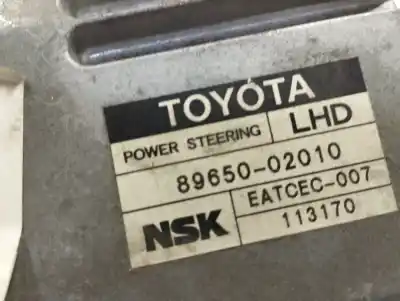 TOYOTA
POWER STEERING LHD
89650-02010
NSK EATCEC-007
113170